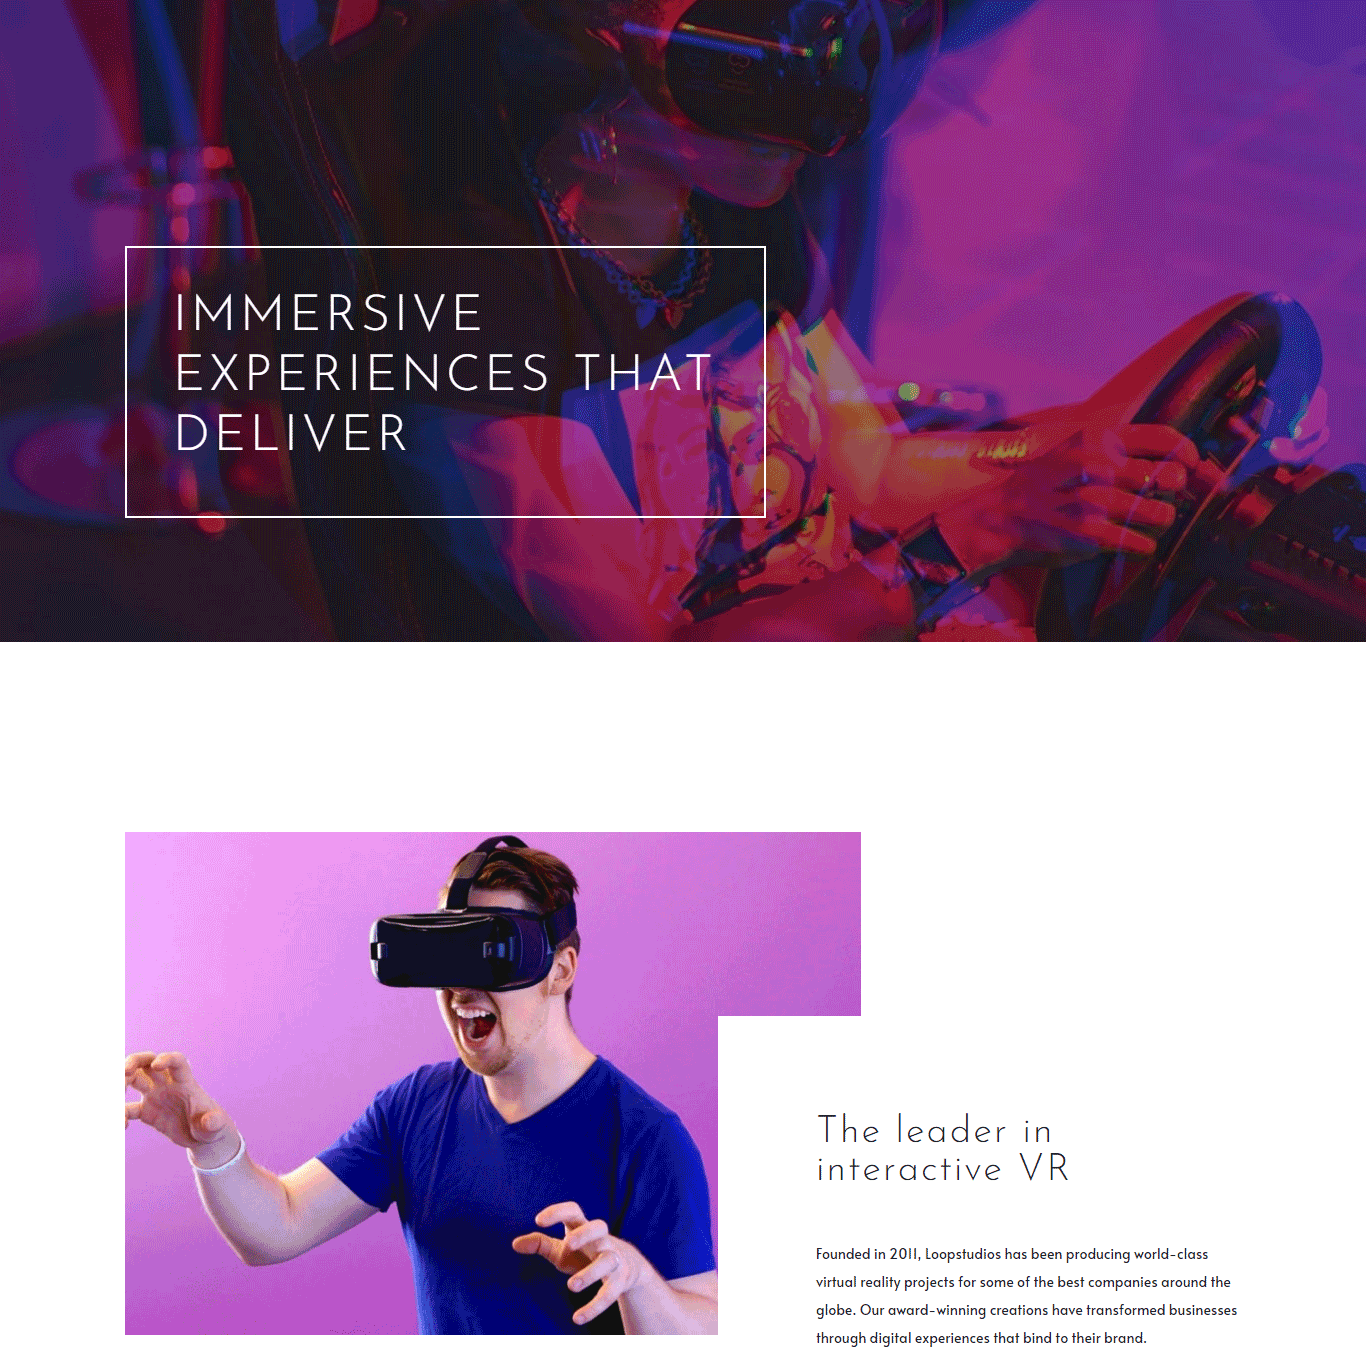 IMMERSIVE
EXPERIENCES THAT
DELIVER
The leader in
interactive VR
Founded in 2011, Loopstudios has been producing world-class
virtual reality projects for some of the best companies around the
globe. Our award-winning creations have transformed businesses
through digital experiences that bind to their brand.